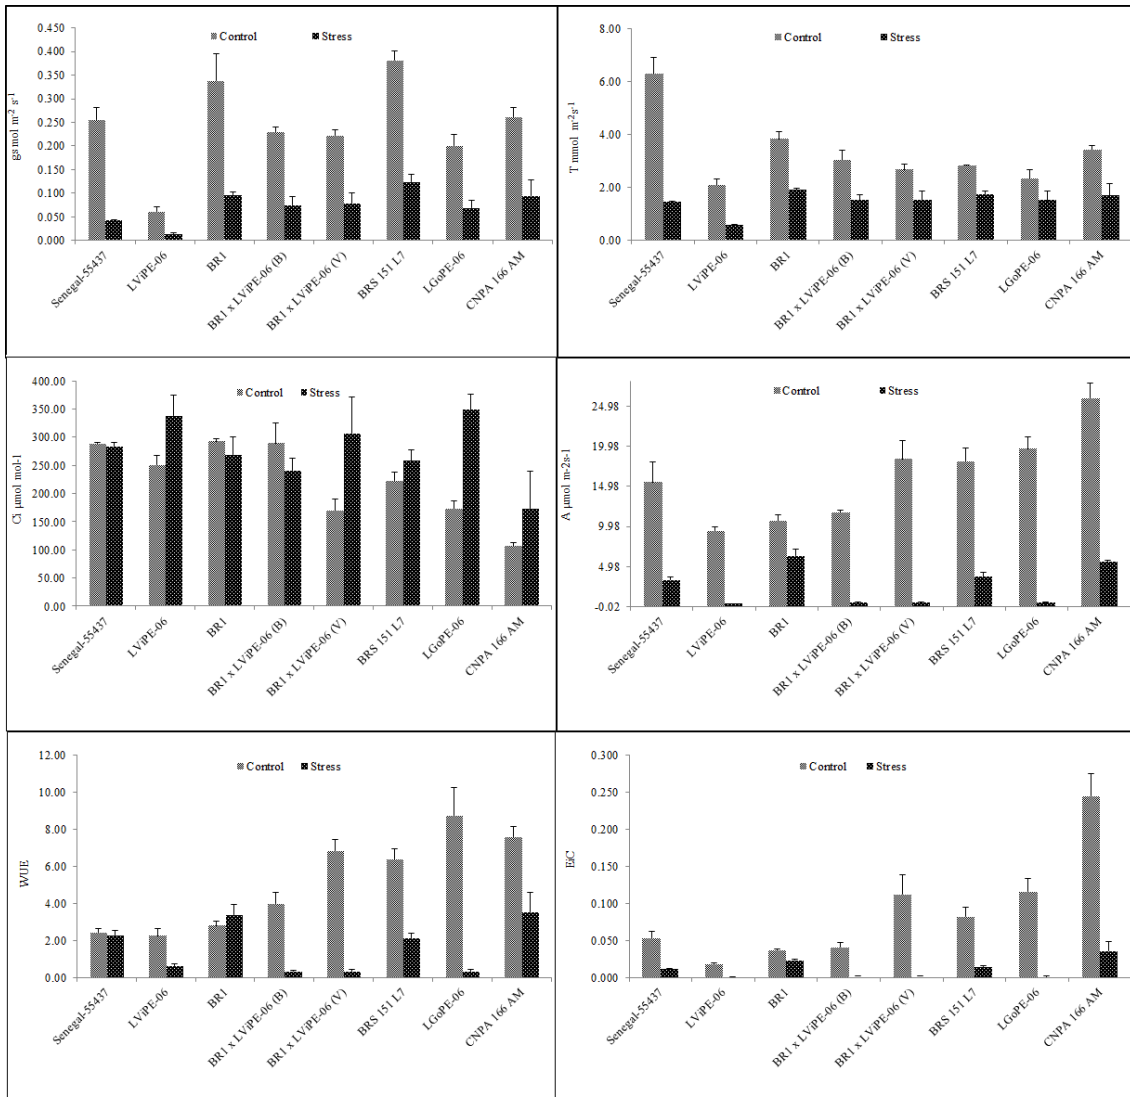 gs mol m-2 s-1
0.450
0.400
0.350
0.300
0.250
0.200
0.150
0.100
0.050
0.000
Control Stress
Senegal-55437
LViPE-06
BR1
BR1 x LViPE-06 (B)
BR1 x LViPE-06 (V)
BRS 151 L7
LGoPE-06
CNPA 166 AM
T mmol m-2s-1
8.00
6.00
4.00
2.00
0.00
Control Stress
Senegal-55437
LViPE-06
BR1
BR1 x LViPE-06 (B)
BR1 x LViPE-06 (V)
BRS 151 L7
LGoPE-06
CNPA 166 AM
Ci µmol mol-1
400.00
350.00
300.00
250.00
200.00
150.00
100.00
50.00
0.00
Control Stress
Senegal-55437
LViPE-06
BR1
BR1 x LViPE-06 (B)
BR1 x LViPE-06 (V)
BRS 151 L7
LGoPE-06
CNPA 166 AM
A µmol m-2s-1
24.98
19.98
14.98
9.98
4.98
-0.02
Control Stress
Senegal-55437
LViPE-06
BR1
BR1 x LViPE-06 (B)
BR1 x LViPE-06 (V)
BRS 151 L7
LGoPE-06
CNPA 166 AM
WUE
12.00
10.00
8.00
6.00
4.00
2.00
0.00
Control Stress
Senegal-55437
LViPE-06
BR1
BR1 x LViPE-06 (B)
BR1 x LViPE-06 (V)
BRS 151 L7
LGoPE-06
CNPA 166 AM
EiC
0.300
0.250
0.200
0.150
0.100
0.050
0.000
Control Stress
Senegal-55437
LViPE-06
BR1
BR1 x LViPE-06 (B)
BR1 x LViPE-06 (V)
BRS 151 L7
LGoPE-06
CNPA 166 AM